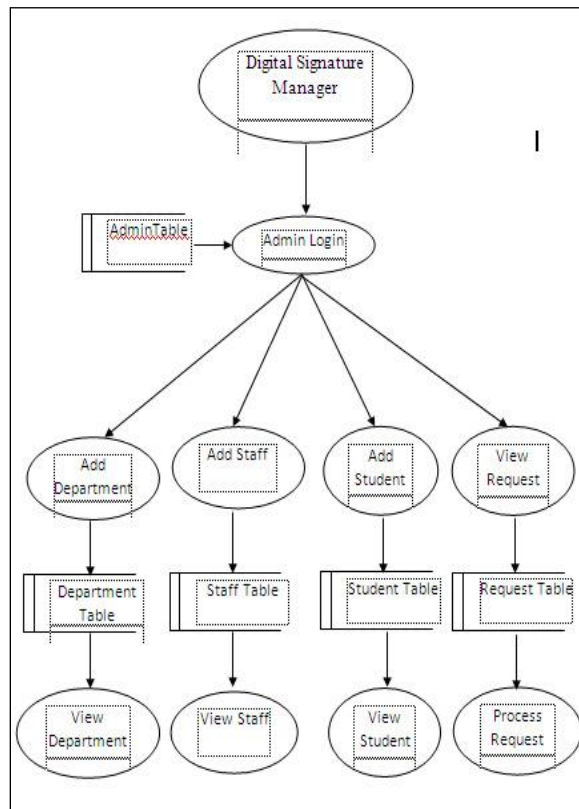 Digital Signature
Manager
AdminTable
Admin Login
Add
Department
Add Staff
Add
Student
View
Request
Department
Table
Staff Table
Student Table
Request Table
View
Department
View Staff
View
Student
Process
Request